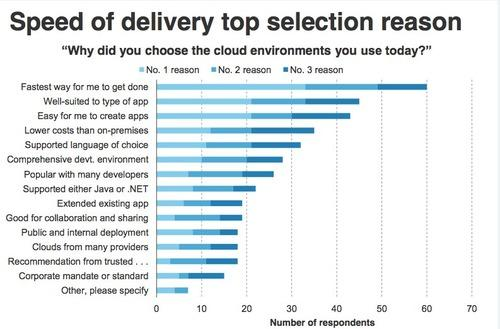 Speed of delivery top selection reason
“Why did you choose the cloud environments you use today?”
No. 1 reason No. 2 reason No. 3 reason
Fastest way for me to get done
Well-suited to type of app
Easy for me to create apps
Lower costs than on-premises
Supported language of choice
Comprehensive devt. environment
Popular with many developers
Supported either Java or .NET
Extended existing app
Good for collaboration and sharing
Public and internal deployment
Clouds from many providers
Recommendation from trusted . . .
Corporate mandate or standard
Other, please specify
0 10 20 30 40 50 60 70
Number of respondents